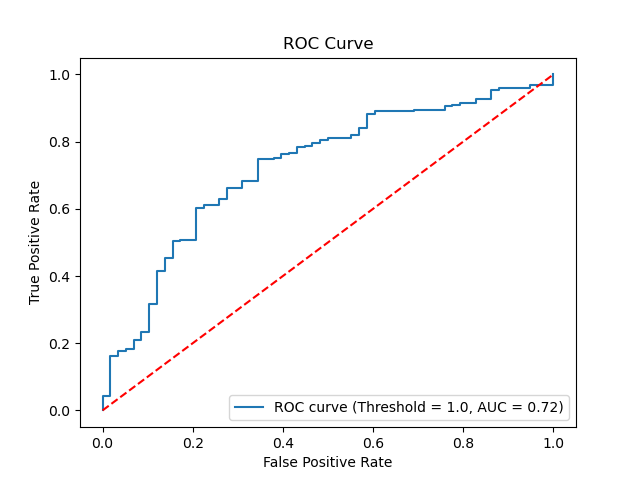 ROC Curve
1.0
0.8
0.6
0.4
0.2
0.0
True Positive Rate
ROC curve (Threshold = 1.0, AUC = 0.72)
0.0 0.2 0.4 0.6 0.8 1.0
False Positive Rate